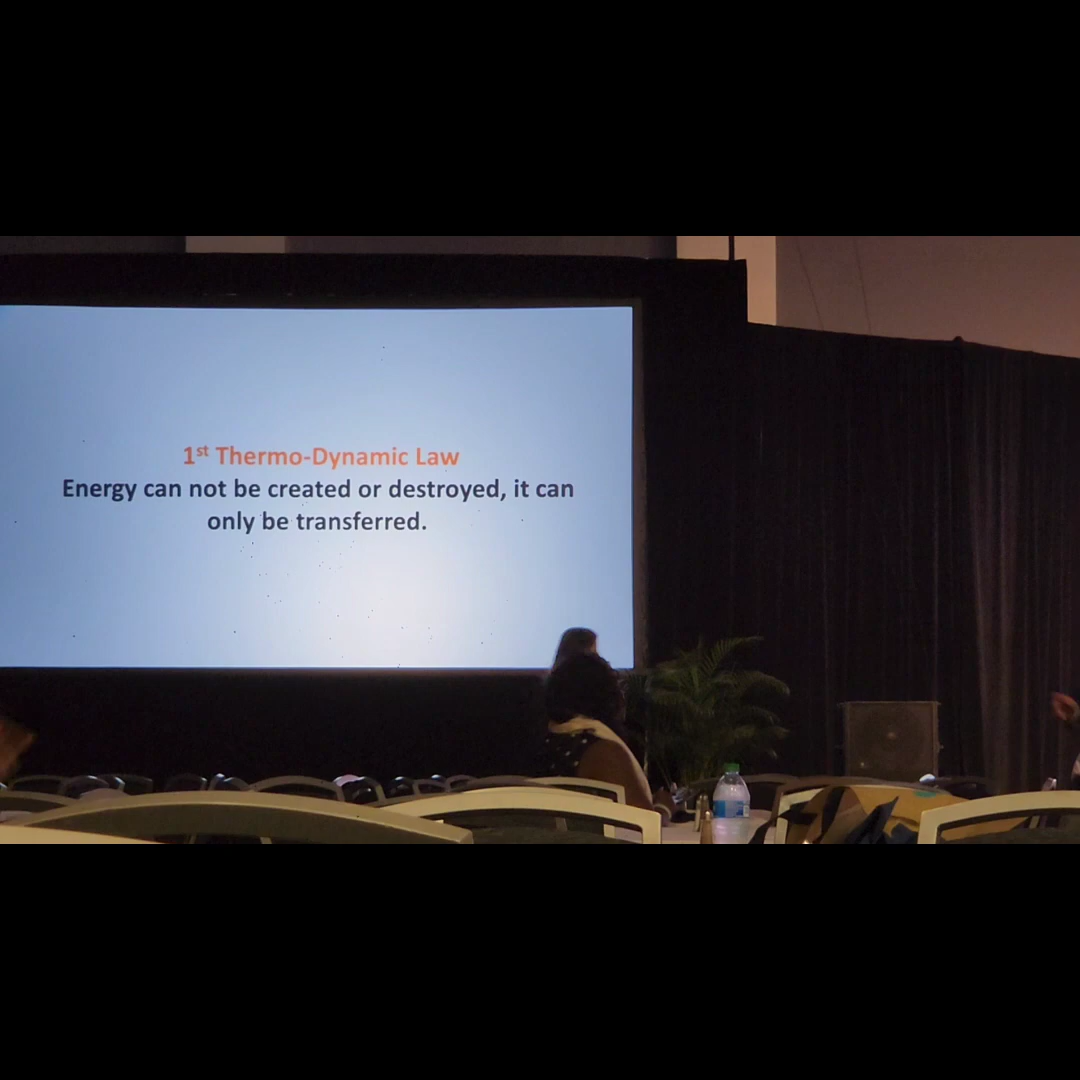 1st Thermo-Dynamic Law
Energy can not be created or destroyed, it can
only be transferred.